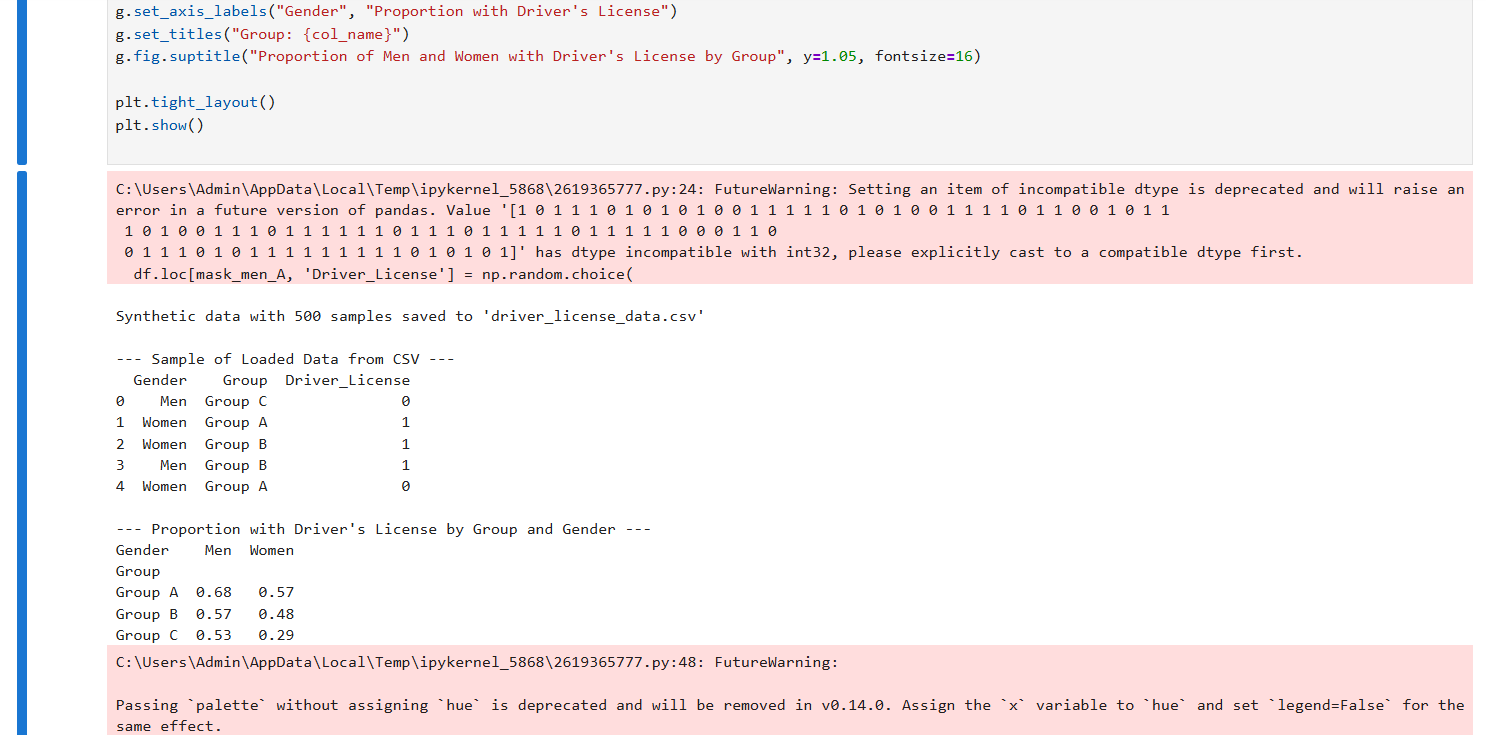 g.set_axis_labels("Gender", "Proportion with Driver's License")
g.set_titles("Group: {col_name}")
g.fig.suptitle("Proportion of Men and Women with Driver's License by Group", y=1.05, fontsize=16)
plt.tight_layout()
plt.show()
C:\Users\Admin\AppData\Local\Temp\ipykernel_5868\2619365777.py:24: FutureWarning: Setting an item of incompatible dtype is deprecated and will raise an
error in a future version of pandas. Value '[1 0 1 1 1 0 1 0 1 0 1 0 0 1 1 1 1 1 0 1 0 1 0 0 1 1 1 1 0 1 1 0 0 1 0 1 1
1 0 1 0 0 1 1 1 0 1 1 1 1 1 1 0 1 1 1 0 1 1 1 1 1 0 1 1 1 1 1 0 0 0 1 1 0
0 1 1 1 0 1 0 1 1 1 1 1 1 1 1 1 0 1 0 1 0 1]' has dtype incompatible with int32, please explicitly cast to a compatible dtype first.
df.loc[mask_men_A, 'Driver_License'] = np.random.choice(
Synthetic data with 500 samples saved to 'driver_license_data.csv'
--- Sample of Loaded Data from CSV ---
Gender Group Driver_License
0 Men Group C 0
1 Women Group A 1
2 Women Group B 1
3 Men Group B 1
4 Women Group A 0
--- Proportion with Driver's License by Group and Gender ---
Gender Men Women
Group
Group A 0.68 0.57
Group B 0.57 0.48
Group C 0.53 0.29
C:\Users\Admin\AppData\Local\Temp\ipykernel_5868\2619365777.py:48: FutureWarning:
Passing `palette` without assigning `hue` is deprecated and will be removed in v0.14.0. Assign the `x` variable to `hue` and set `legend=False` for the
same effect.